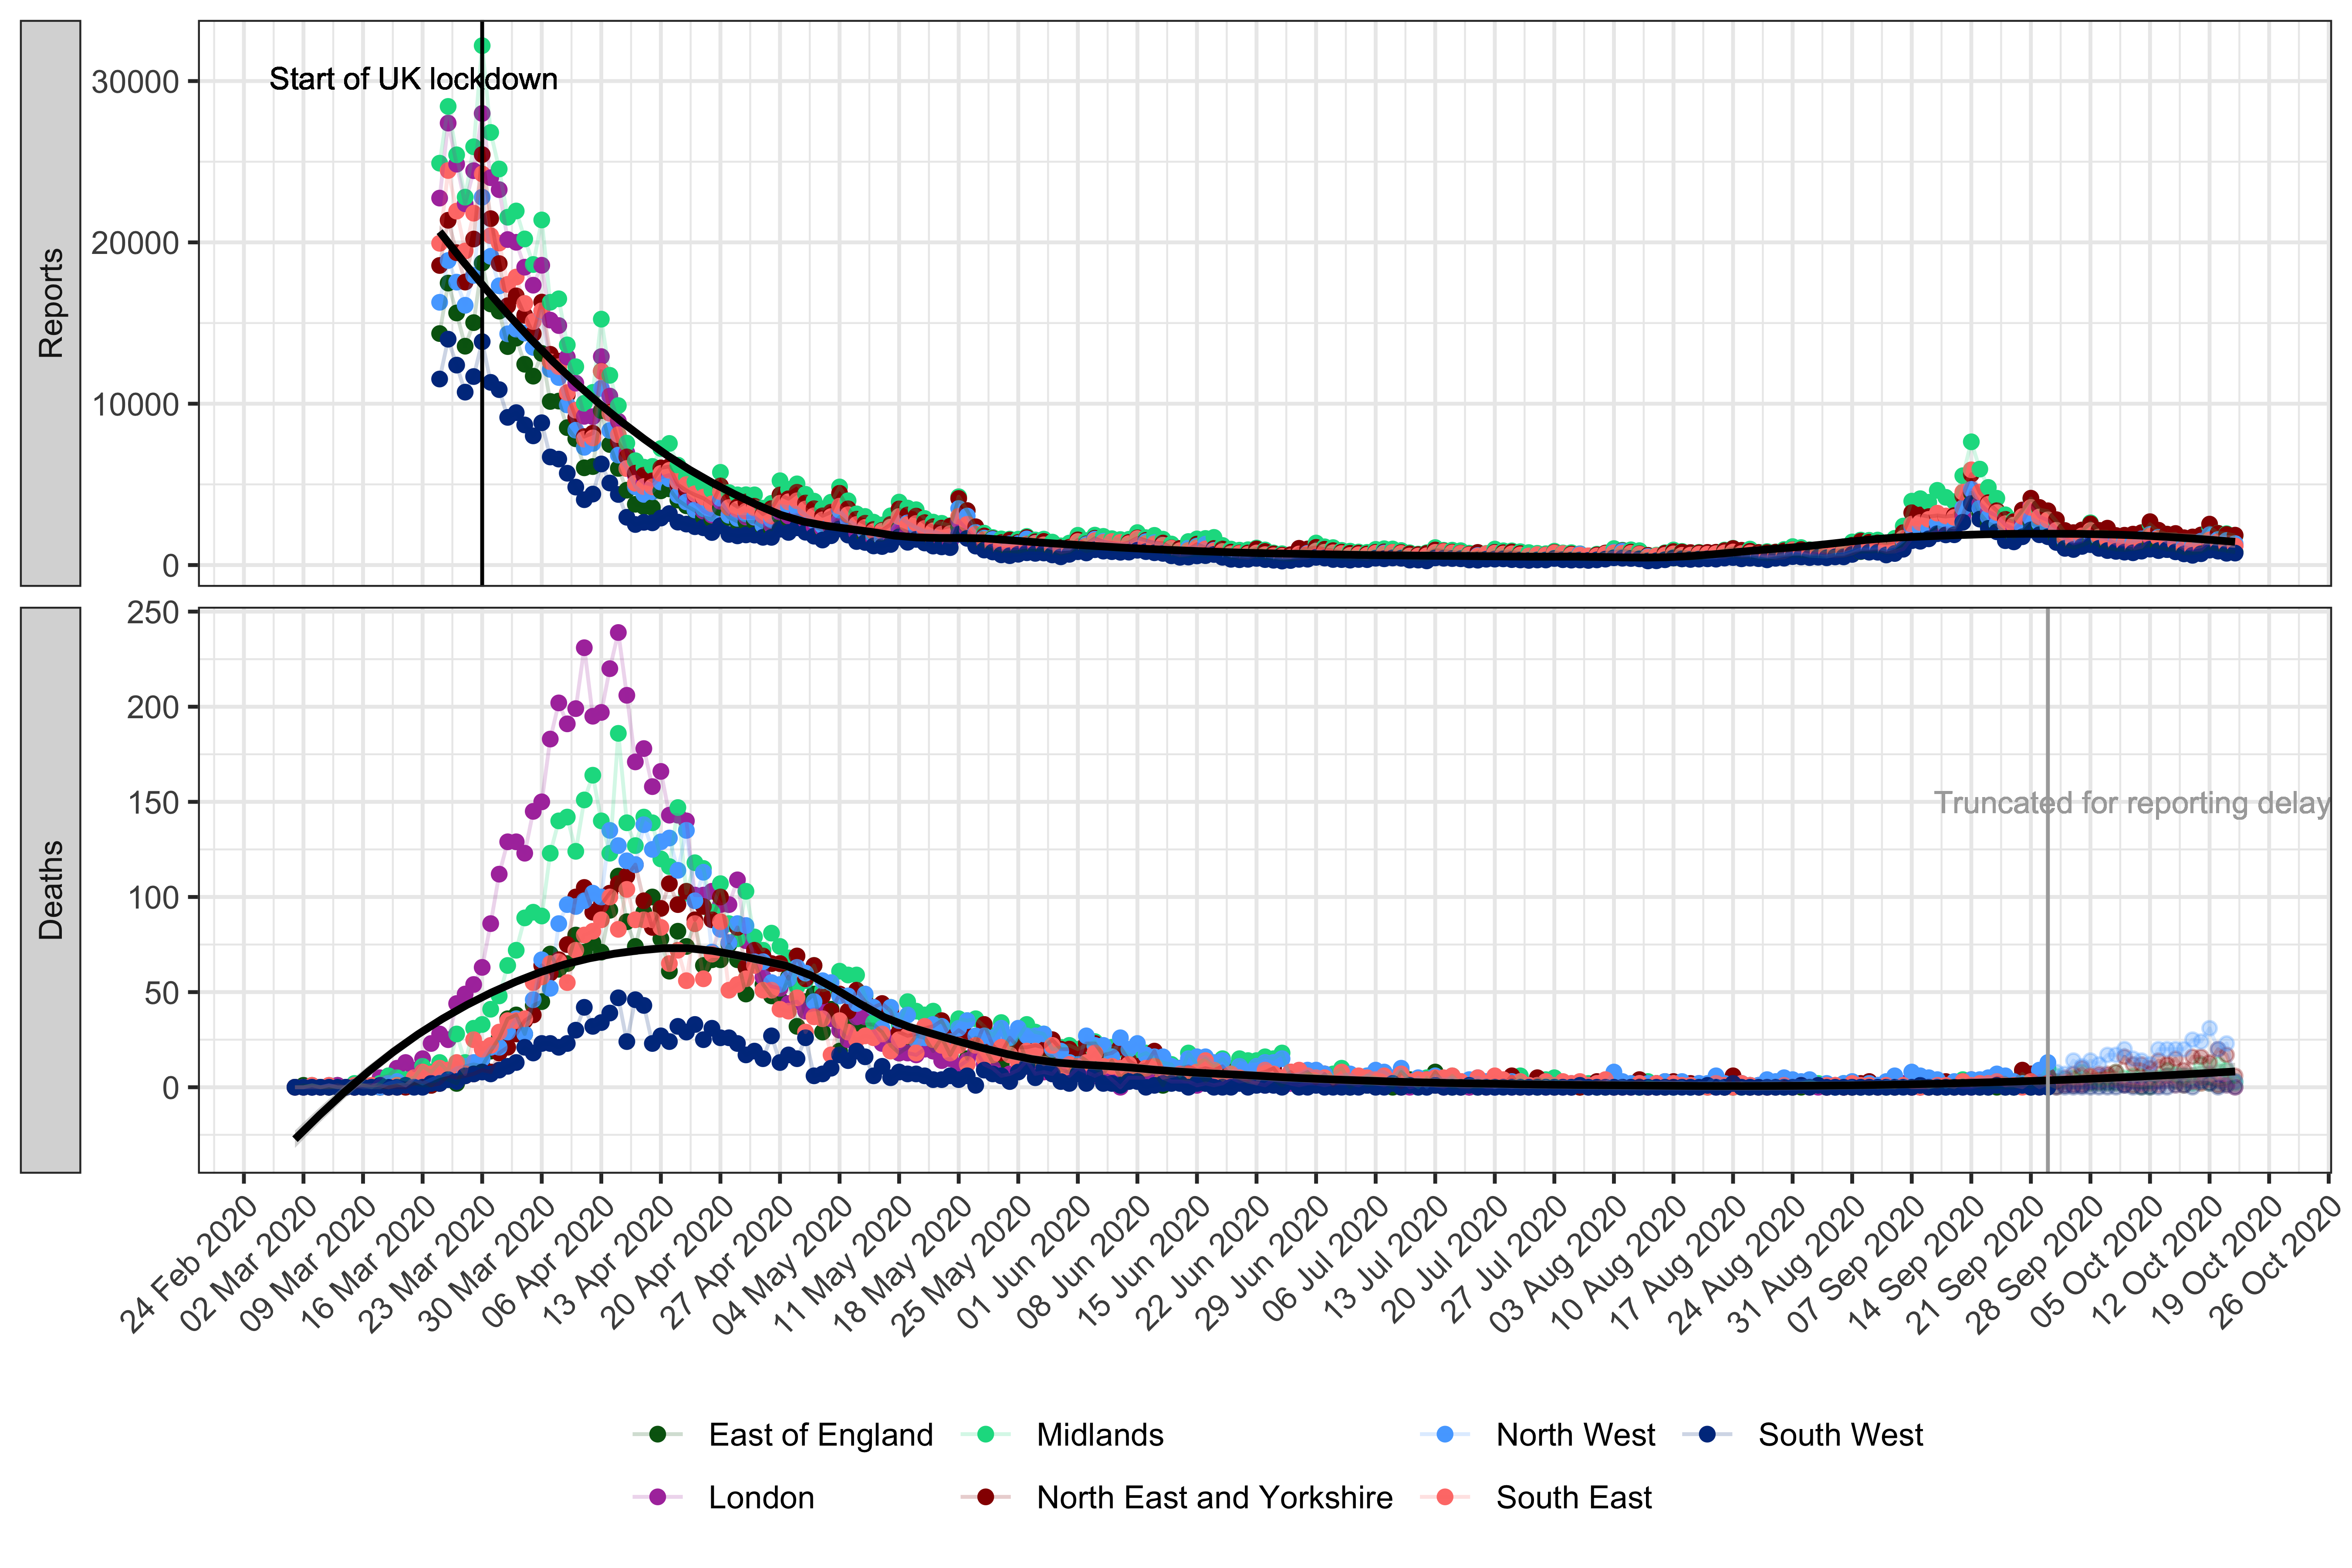 Reports
30000
20000
10000
0
Start of UK lockdown
Deaths
250
200
150
100
50
0
Truncated for reporting delay
24 Feb 2020
02 Mar 2020
09 Mar 2020
16 Mar 2020
23 Mar 2020
30 Mar 2020
06 Apr 2020
13 Apr 2020
20 Apr 2020
27 Apr 2020
04 May 2020
11 May 2020
18 May 2020
25 May 2020
01 Jun 2020
08 Jun 2020
15 Jun 2020
22 Jun 2020
29 Jun 2020
06 Jul 2020
13 Jul 2020
20 Jul 2020
27 Jul 2020
03 Aug 2020
10 Aug 2020
17 Aug 2020
24 Aug 2020
31 Aug 2020
07 Sep 2020
14 Sep 2020
21 Sep 2020
28 Sep 2020
05 Oct 2020
12 Oct 2020
19 Oct 2020
26 Oct 2020
East of England
Midlands
North West
South West
London
North East and Yorkshire
South East